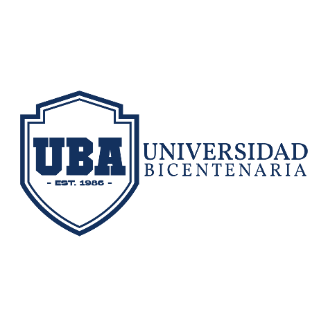 UBA
- EST. 1986 -
UNIVERSIDAD
BICENTENARIA